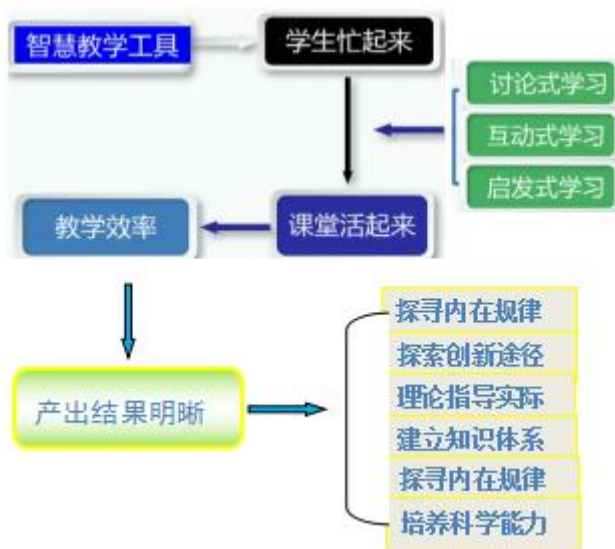 智慧教学工具
学生忙起来
讨论式学习
互动式学习
启发式学习
教学效率
课堂活起来
产出结果明晰
探寻内在规律
探索创新途径
理论指导实际
建立知识体系
探寻内在规律
培养科学能力